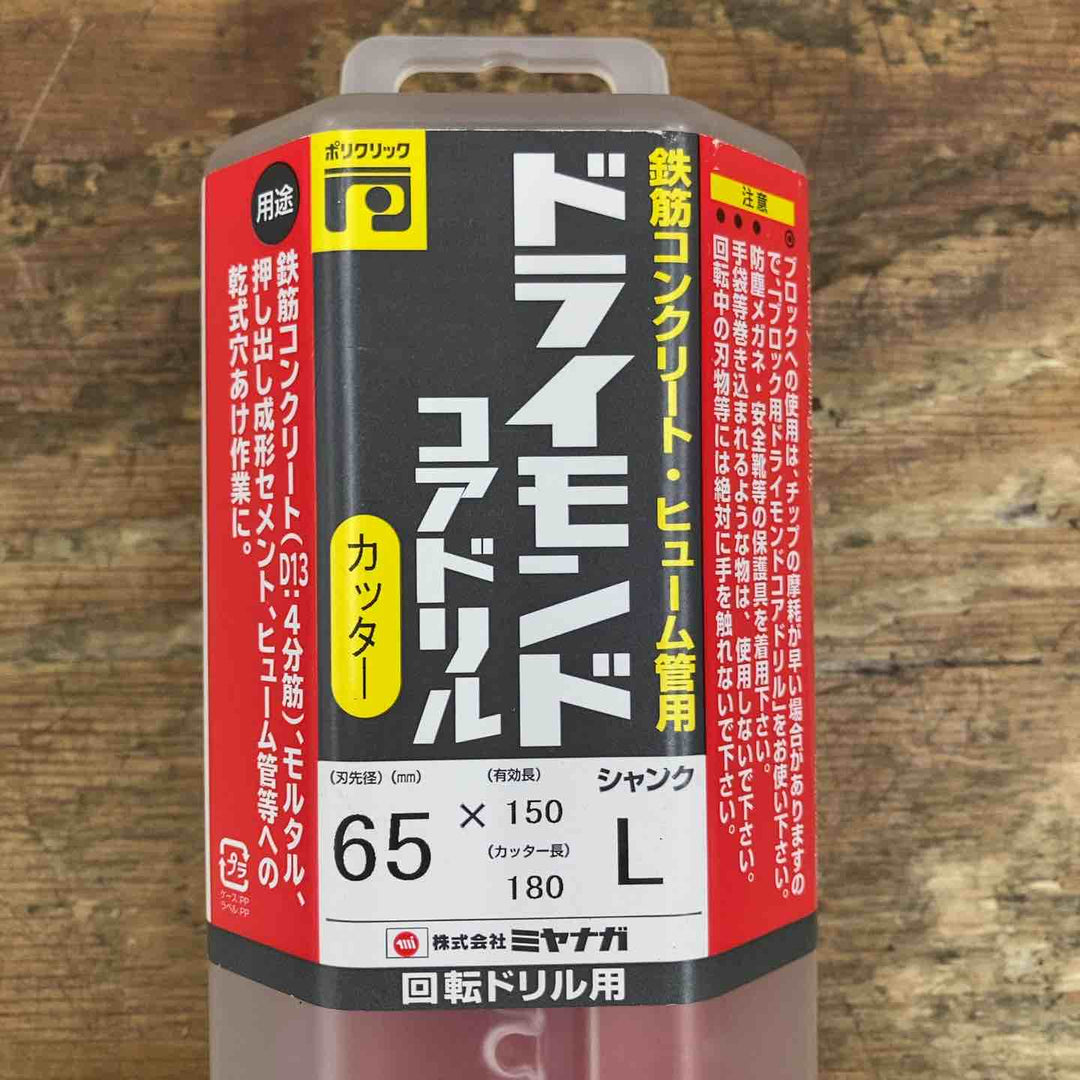 用途
鉄筋コンクリート(D13:4分筋)、モルタル、
押し出し成形セメント、ヒューム管等への
乾式穴あけ作業に。
プラ
ケース:PP
ラベル:PP
ポリクリック
鉄筋コンクリート・ヒューム管用
ドライモンド
コアドリル
カッター
(刃先径)(mm)
65
×
(有効長)
150
(カッター長)
180
シャンク
L
mi 株式会社ミヤナガ
回転ドリル用
注意
◎ブロックへの使用は、チップの摩耗が早い場合がありますの
で、「ブロック用ドライモンドコアドリル」をお使い下さい。
●防塵メガネ・安全靴等の保護具を着用下さい。
●手袋等巻き込まれるような物は、使用しないで下さい。
●回転中の刃物等には絶対に手を触れないで下さい。